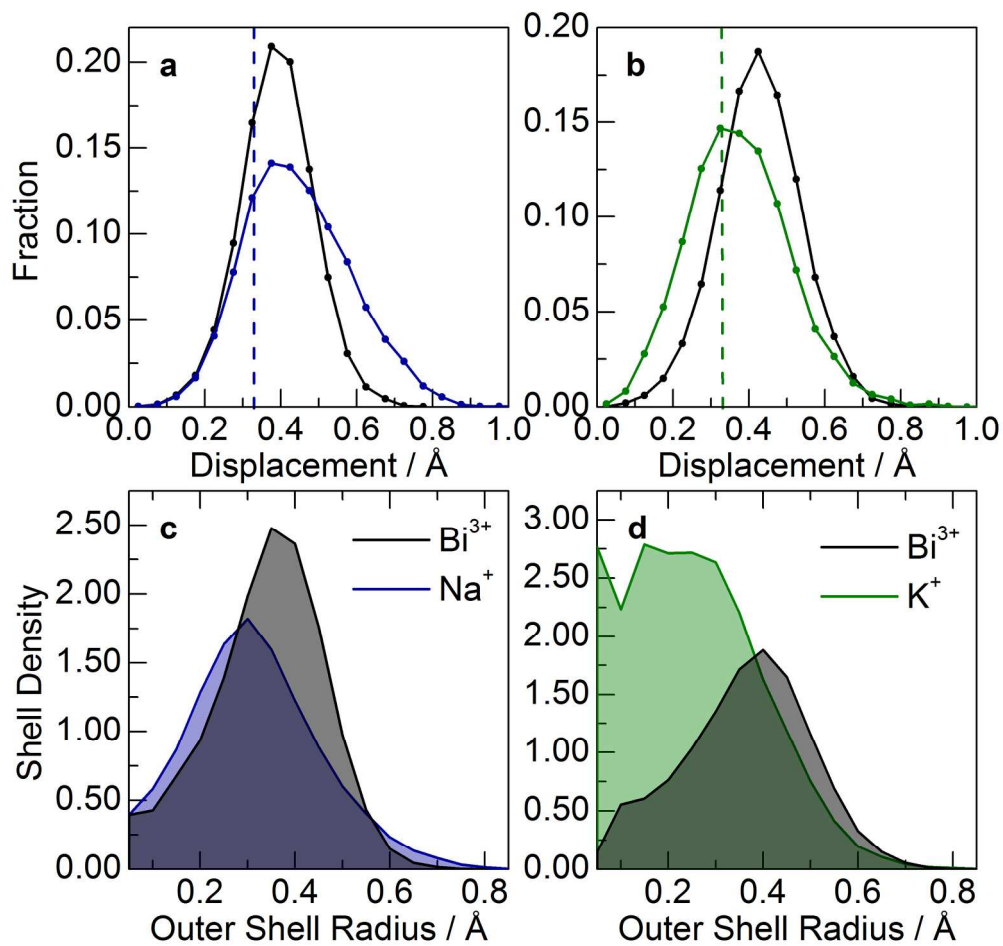 a
0.20
0.15
0.10
0.05
0.00
Fraction
0.0 0.2 0.4 0.6 0.8 1.0
Displacement / Å
b
0.20
0.15
0.10
0.05
0.00
0.0 0.2 0.4 0.6 0.8 1.0
Displacement / Å
c
Bi³⁺
Na⁺
2.50
2.00
1.50
1.00
0.50
0.00
Shell Density
0.2 0.4 0.6 0.8
Outer Shell Radius / Å
d
Bi³⁺
K⁺
3.00
2.50
2.00
1.50
1.00
0.50
0.00
0.2 0.4 0.6 0.8
Outer Shell Radius / Å